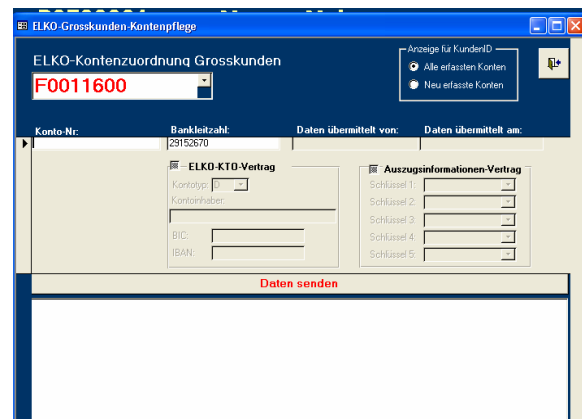 ELKO-Grosskunden-Kontenpflege
ELKO-Kontenzuordnung Grosskunden
F0011600
Anzeige für KundenID
Alle erfassten Konten
Neu erfasste Konten
Konto-Nr: Bankleitzahl: Daten übermittelt von: Daten übermittelt am:
29152670
ELKO-KTO-Vertrag Auszugsinformationen-Vertrag
Kontotyp: D Schlüssel 1:
Kontoinhaber: Schlüssel 2:
Schlüssel 3:
BIC: Schlüssel 4:
IBAN: Schlüssel 5:
Daten senden